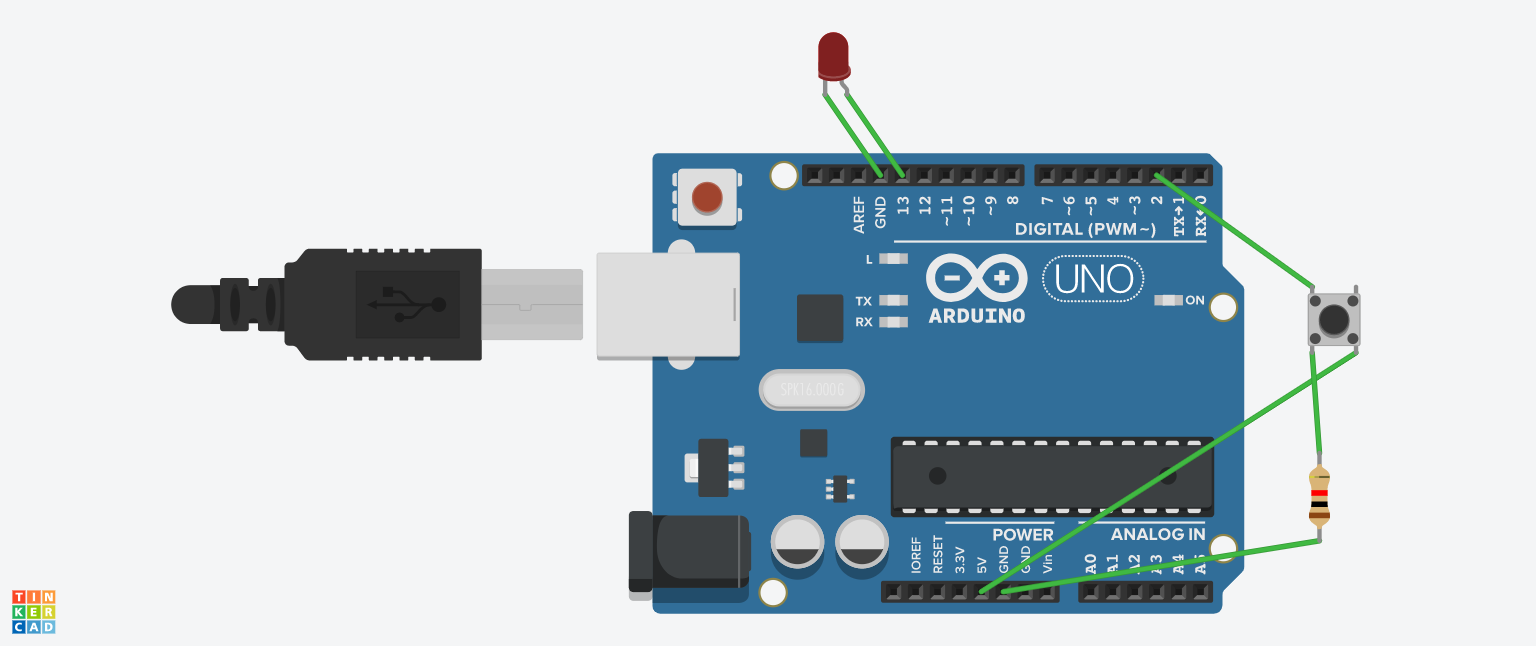 AREF
GND
13
12
~11
~10
~9
8
7
~6
~5
4
~3
2
TX→1
RX←0
DIGITAL (PWM~)
L
TX
RX
ARDUINO
UNO
ON
SPK16.000G
POWER
ANALOG IN
IOREF
RESET
3.3V
5V
GND
GND
Vin
A0
A1
A2
A3
A4
A5
TIN
KER
CAD